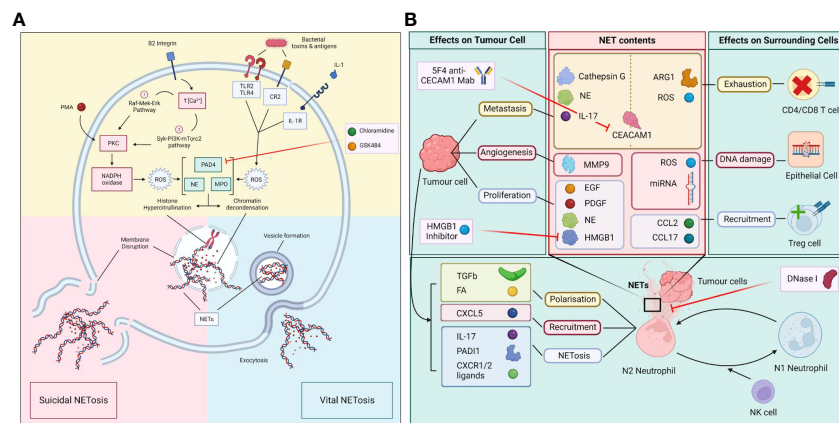 A
B2 Integrin
Bacterial
toxins & antigens
IL-1
TLR2
TLR4
CR2
IL-1R
PMA
Raf-Mek-Erk
Pathway
↑[Ca²⁺]
Syk-PI3K-mTorc2
pathway
PKC
NADPH
oxidase
ROS
PAD4
NE
MPO
ROS
Chloramidine
GSK484
Histone
Hypercitrullination
Chromatin
decondensation
Membrane
Disruption
Vesicle formation
NETs
Exocytosis
Suicidal NETosis
Vital NETosis
B
Effects on Tumour Cell
NET contents
Effects on Surrounding Cells
5F4 anti-
CECAM1 Mab
Cathepsin G
NE
IL-17
CEACAM1
ARG1
ROS
Exhaustion
CD4/CD8 T cell
Metastasis
Angiogenesis
Proliferation
Tumour cell
MMP9
ROS
miRNA
DNA damage
Epithelial Cell
EGF
PDGF
NE
HMGB1
HMGB1
Inhibitor
CCL2
CCL17
Recruitment
Treg cell
TGFb
FA
Polarisation
CXCL5
Recruitment
IL-17
PADI1
CXCR1/2
ligands
NETosis
NETs
Tumour cells
DNase I
N2 Neutrophil
N1 Neutrophil
NK cell